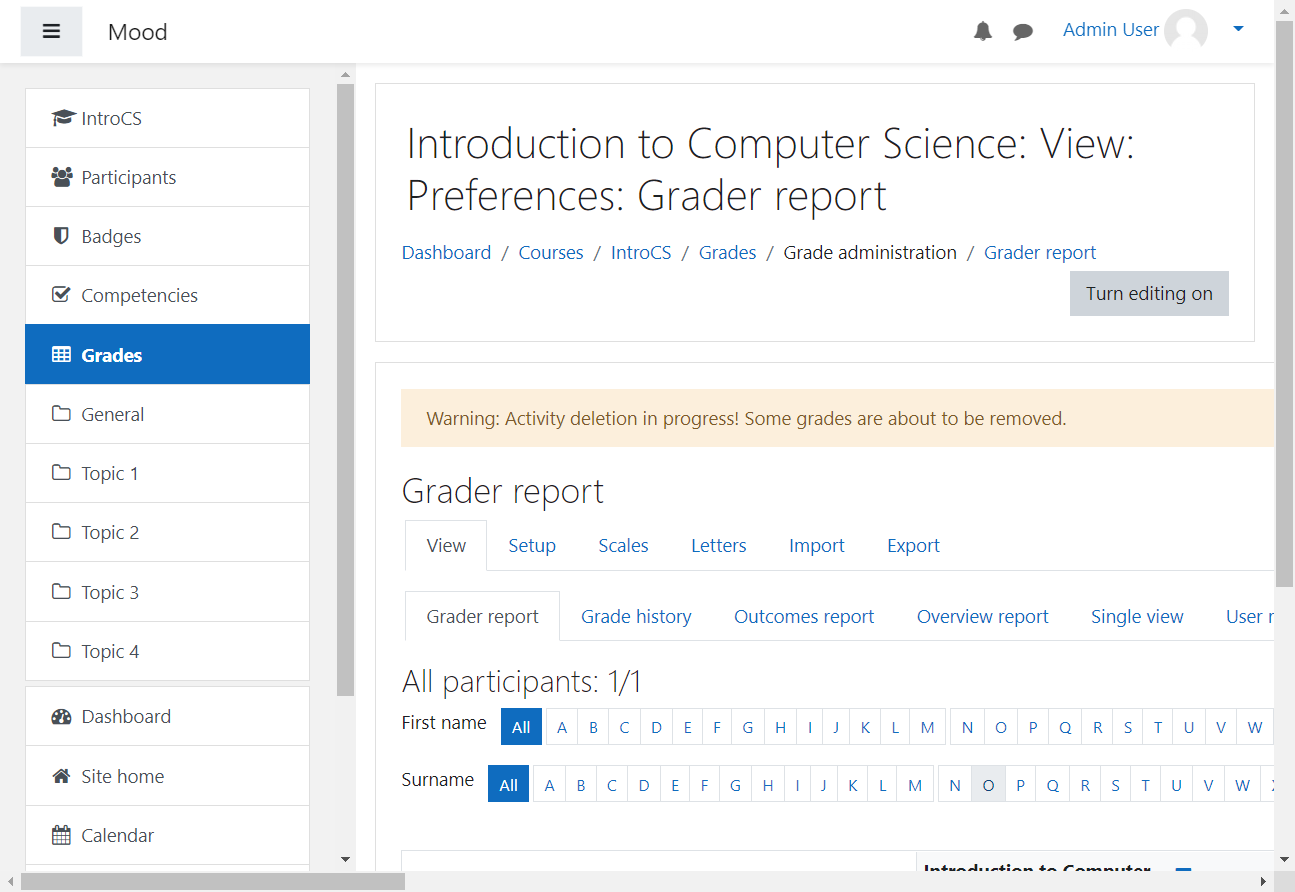 Mood
Admin User
IntroCS
Participants
Badges
Competencies
Grades
General
Topic 1
Topic 2
Topic 3
Topic 4
Dashboard
Site home
Calendar
Introduction to Computer Science: View:
Preferences: Grader report
Dashboard / Courses / IntroCS / Grades / Grade administration / Grader report
Turn editing on
Warning: Activity deletion in progress! Some grades are about to be removed.
Grader report
View Setup Scales Letters Import Export
Grader report Grade history Outcomes report Overview report Single view User
All participants: 1/1
First name All A B C D E F G H I J K L M N O P Q R S T U V W
Surname All A B C D E F G H I J K L M N O P Q R S T U V W
Introduction to Computer